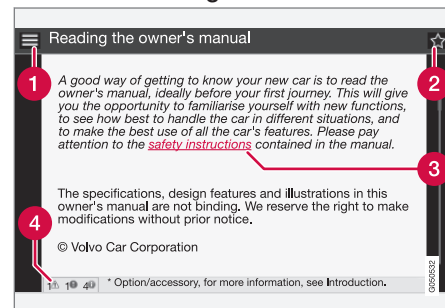 Reading the owner's manual
1
2
A good way of getting to know your new car is to read the
owner's manual, ideally before your first journey. This will give
you the opportunity to familiarise yourself with new functions,
to see how best to handle the car in different situations, and
to make the best use of all the car's features. Please pay
attention to the safety instructions contained in the manual.
3
The specifications, design features and illustrations in this
owner's manual are not binding. We reserve the right to make
modifications without prior notice.
4
© Volvo Car Corporation
1 1 4 * Option/accessory, for more information, see Introduction.
G050532